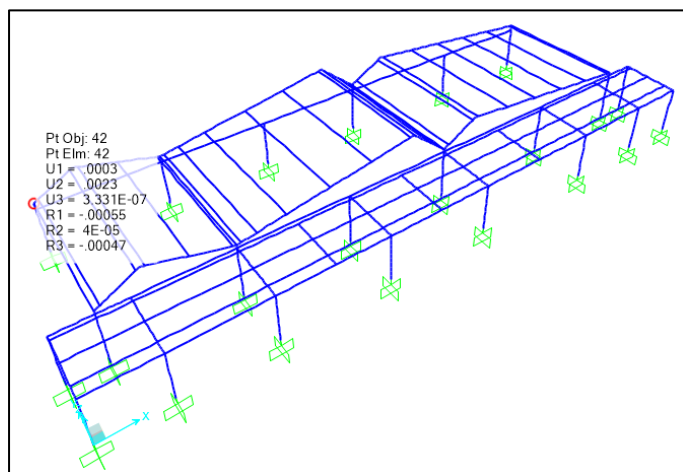 Pt Obj: 42
Pt Elm: 42
U1 = .0003
U2 = .0023
U3 = 3.331E-07
R1 = -.00055
R2 = 4E-05
R3 = -.00047
X